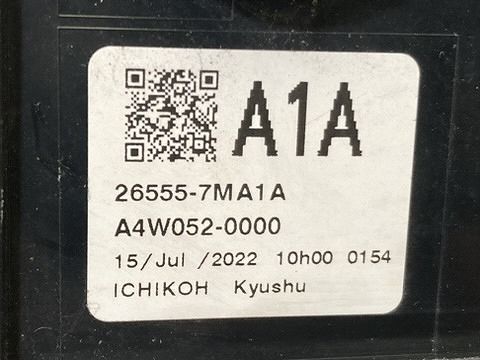 A1A
26555-7MA1A
A4W052-0000
15/Jul /2022 10h00 0154
ICHIKOH Kyushu